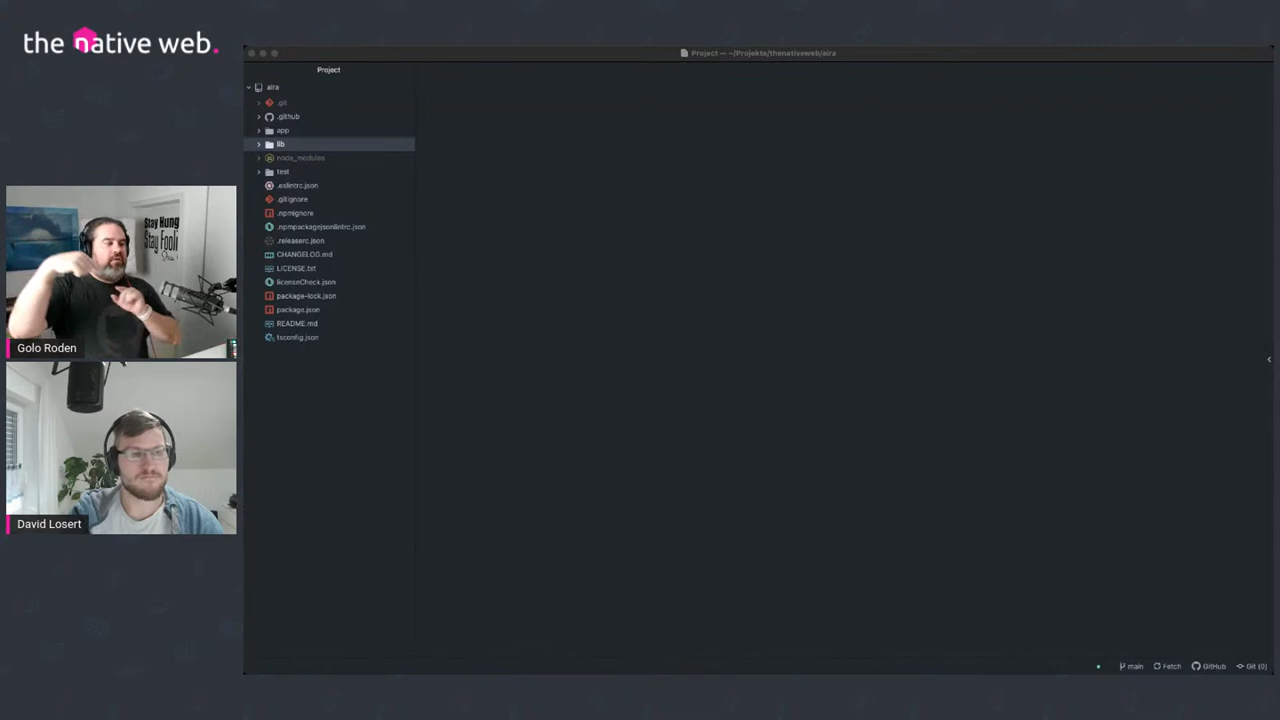 the native web.
Project — ~/Projekte/thenativeweb/aira
Project
aira
.git
.github
app
lib
node_modules
test
.eslintrc.json
.gitignore
.npmignore
.npmpackagejsonlintrc.json
.releaserc.json
CHANGELOG.md
LICENSE.txt
licenseCheck.json
package-lock.json
package.json
README.md
tsconfig.json
Stay Hung
Stay Fooli
Golo Roden
David Losert
main
Fetch
GitHub
Git (0)